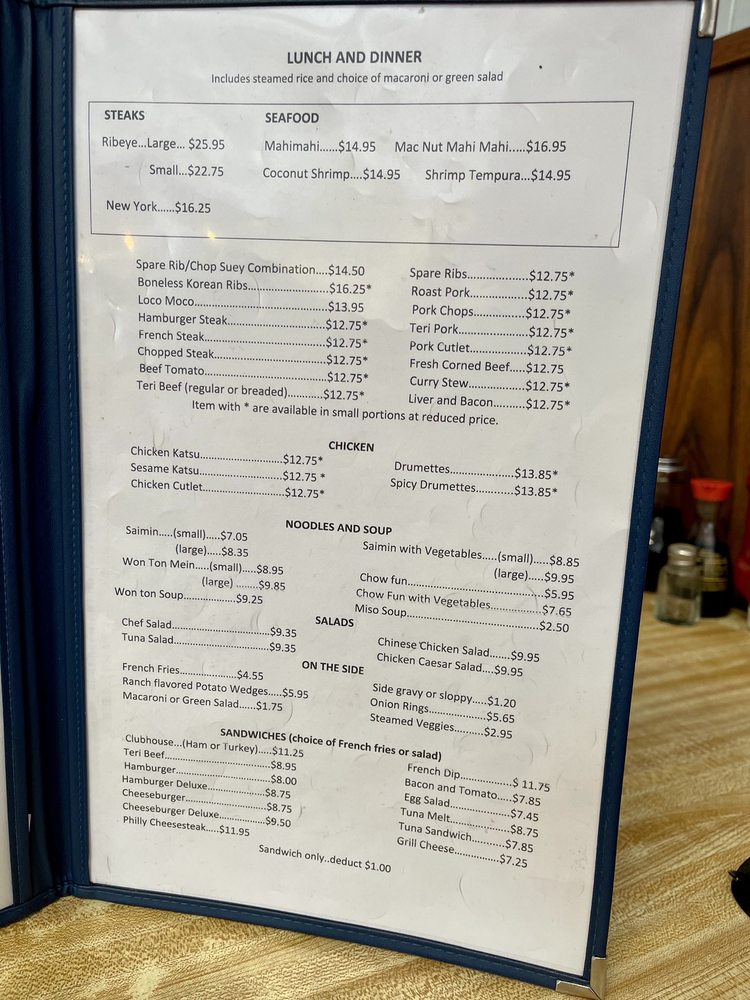 LUNCH AND DINNER
Includes steamed rice and choice of macaroni or green salad
STEAKS
Ribeye...Large... $25.95
Small...$22.75
New York......$16.25
SEAFOOD
Mahimahi......$14.95 Mac Nut Mahi Mahi.....$16.95
Coconut Shrimp....$14.95 Shrimp Tempura...$14.95
Spare Rib/Chop Suey Combination....$14.50
Boneless Korean Ribs..........................$16.25*
Loco Moco...........................................$13.95
Hamburger Steak................................$12.75*
French Steak.......................................$12.75*
Chopped Steak...................................$12.75*
Beef Tomato.......................................$12.75*
Teri Beef (regular or breaded)............$12.75*
Spare Ribs....................$12.75*
Roast Pork...................$12.75*
Pork Chops..................$12.75*
Teri Pork......................$12.75*
Pork Cutlet..................$12.75*
Fresh Corned Beef.....$12.75
Curry Stew..................$12.75*
Liver and Bacon..........$12.75*
Item with * are available in small portions at reduced price.
CHICKEN
Chicken Katsu...........................$12.75*
Sesame Katsu...........................$12.75 *
Chicken Cutlet..........................$12.75*
Drumettes.....................$13.85*
Spicy Drumettes............$13.85*
NOODLES AND SOUP
Saimin.....(small)....$7.05
(large).....$8.35
Won Ton Mein.....(small).....$8.95
(large) ........$9.85
Won ton Soup.................$9.25
Saimin with Vegetables.....(small).....$8.85
(large).....$9.95
Chow fun...........................................$5.95
Chow Fun with Vegetables................$7.65
Miso Soup..........................................$2.50
SALADS
Chef Salad.........................................$9.35
Tuna Salad........................................$9.35
Chinese Chicken Salad.......$9.95
Chicken Caesar Salad....$9.95
ON THE SIDE
French Fries...................$4.55
Ranch flavored Potato Wedges.....$5.95
Macaroni or Green Salad.....$1.75
Side gravy or sloppy.....$1.20
Onion Rings......................$5.65
Steamed Veggies.........$2.95
SANDWICHES (choice of French fries or salad)
Clubhouse...(Ham or Turkey).....$11.25
Teri Beef.............................................$8.95
Hamburger.........................................$8.00
Hamburger Deluxe............................$8.75
Cheeseburger....................................$8.75
Cheeseburger Deluxe.......................$9.50
Philly Cheesesteak.....$11.95
French Dip....................$ 11.75
Bacon and Tomato.....$7.85
Egg Salad........................$7.45
Tuna Melt........................$8.75
Tuna Sandwich...........$7.85
Grill Cheese................$7.25
Sandwich only..deduct $1.00